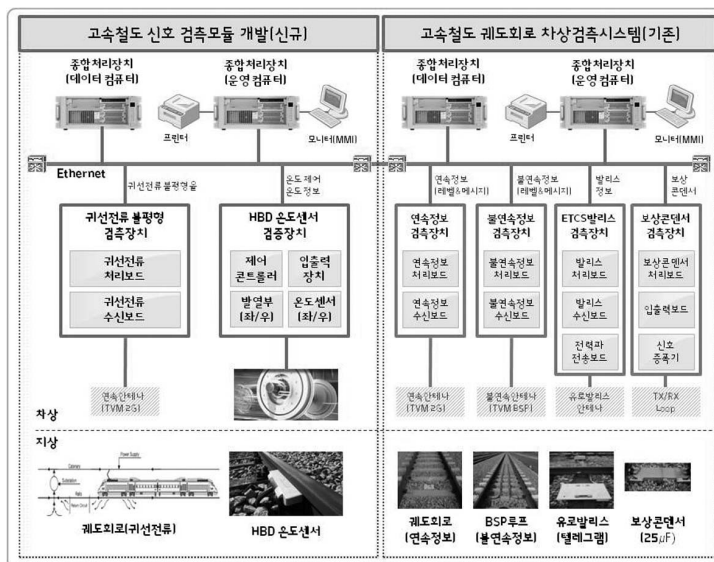 고속철도 신호 검측모듈 개발(신규)
고속철도 궤도회로 차상검측시스템(기존)
종합처리장치
(데이터 컴퓨터)
종합처리장치
(운영 컴퓨터)
프린터
모니터(MMI)
종합처리장치
(데이터 컴퓨터)
종합처리장치
(운영 컴퓨터)
프린터
모니터(MMI)
Ethernet
귀선전류불평형율
온도제어
온도정보
연속정보
(레벨&메시지)
불연속정보
(레벨&메시지)
발리스
정보
보상
콘덴서
귀선전류 불평형
검측장치
귀선전류
처리보드
귀선전류
수신보드
HBD 온도센서
검증장치
제어
콘트롤러
입출력
장치
발열부
(좌/우)
온도센서
(좌/우)
연속정보
검측장치
연속정보
처리보드
연속정보
수신보드
불연속정보
검측장치
불연속정보
처리보드
불연속정보
수신보드
ETCS발리스
검측장치
발리스
처리보드
발리스
수신보드
전력파
전송보드
보상콘덴서
검측장치
보상콘덴서
처리보드
입출력보드
신호
증폭기
연속안테나
(TVM 2G)
연속안테나
(TVM 2G)
불연속안테나
(TVM BSP)
유로발리스
안테나
TX/RX
Loop
차상
지상
Power Supply
Catenary
Substation
Rails
궤도회로(귀선전류)
HBD 온도센서
궤도회로
(연속정보)
BSP루프
(불연속정보)
유로발리스
(텔레그램)
보상콘덴서
(25μF)